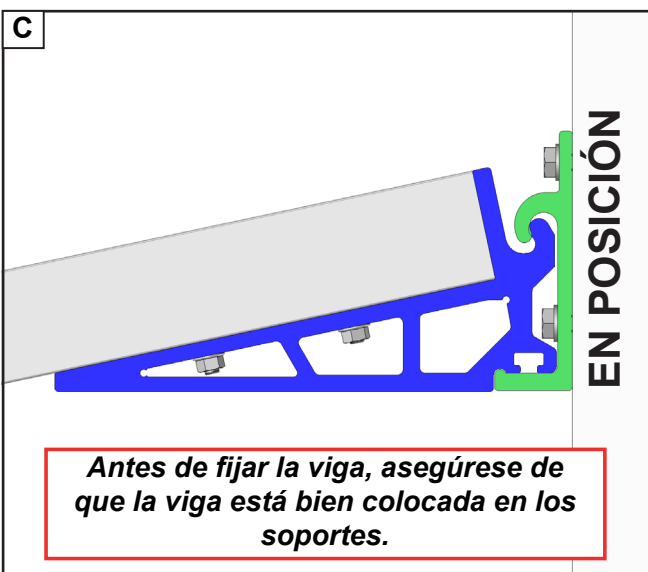 C
EN POSICIÓN
Antes de fijar la viga, asegúrese de
que la viga está bien colocada en los
soportes.